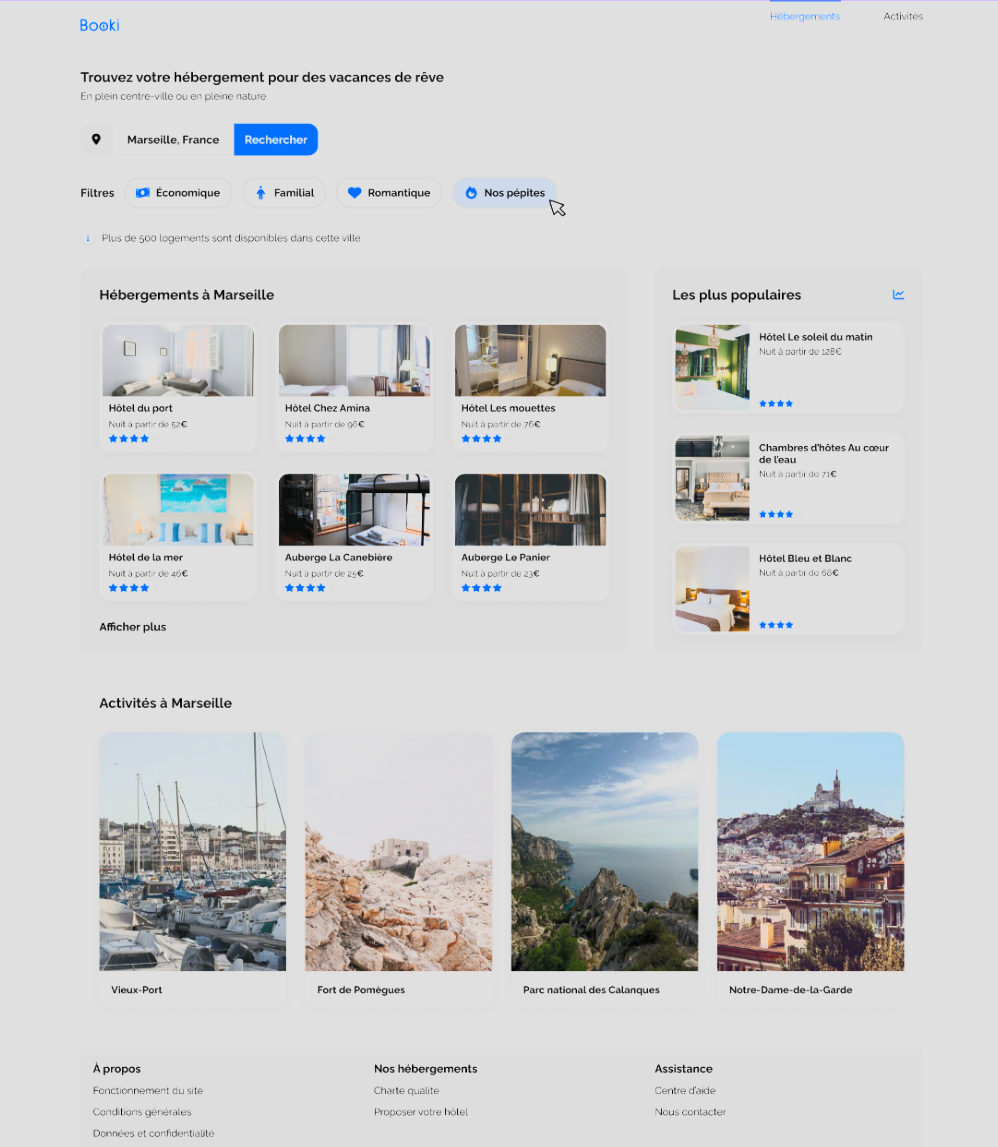 Booki
Hébergements
Activites
Trouvez votre hébergement pour des vacances de rêve
En plein centre-ville ou en pleine nature
Marseille, France
Rechercher
Filtres
Économique
Familial
Romantique
Nos pépites
Plus de 500 logements sont disponibles dans cette ville
Hébergements à Marseille
Hôtel du port
Nuit à partir de 52€
Hôtel Chez Amina
Nuit à partir de 96€
Hôtel Les mouettes
Nuit à partir de 76€
Hôtel de la mer
Nuit à partir de 46€
Auberge La Canebière
Nuit à partir de 25€
Auberge Le Panier
Nuit à partir de 23€
Afficher plus
Les plus populaires
Hôtel Le soleil du matin
Nuit à partir de 128€
Chambres d'hôtes Au cœur
de l'eau
Nuit à partir de 71€
Hôtel Bleu et Blanc
Nuit à partir de 68€
Activités à Marseille
Vieux-Port
Fort de Pomègues
Parc national des Calanques
Notre-Dame-de-la-Garde
À propos
Fonctionnement du site
Conditions générales
Données et confidentialité
Nos hébergements
Charte qualité
Proposer votre hôtel
Assistance
Centre d'aide
Nous contacter